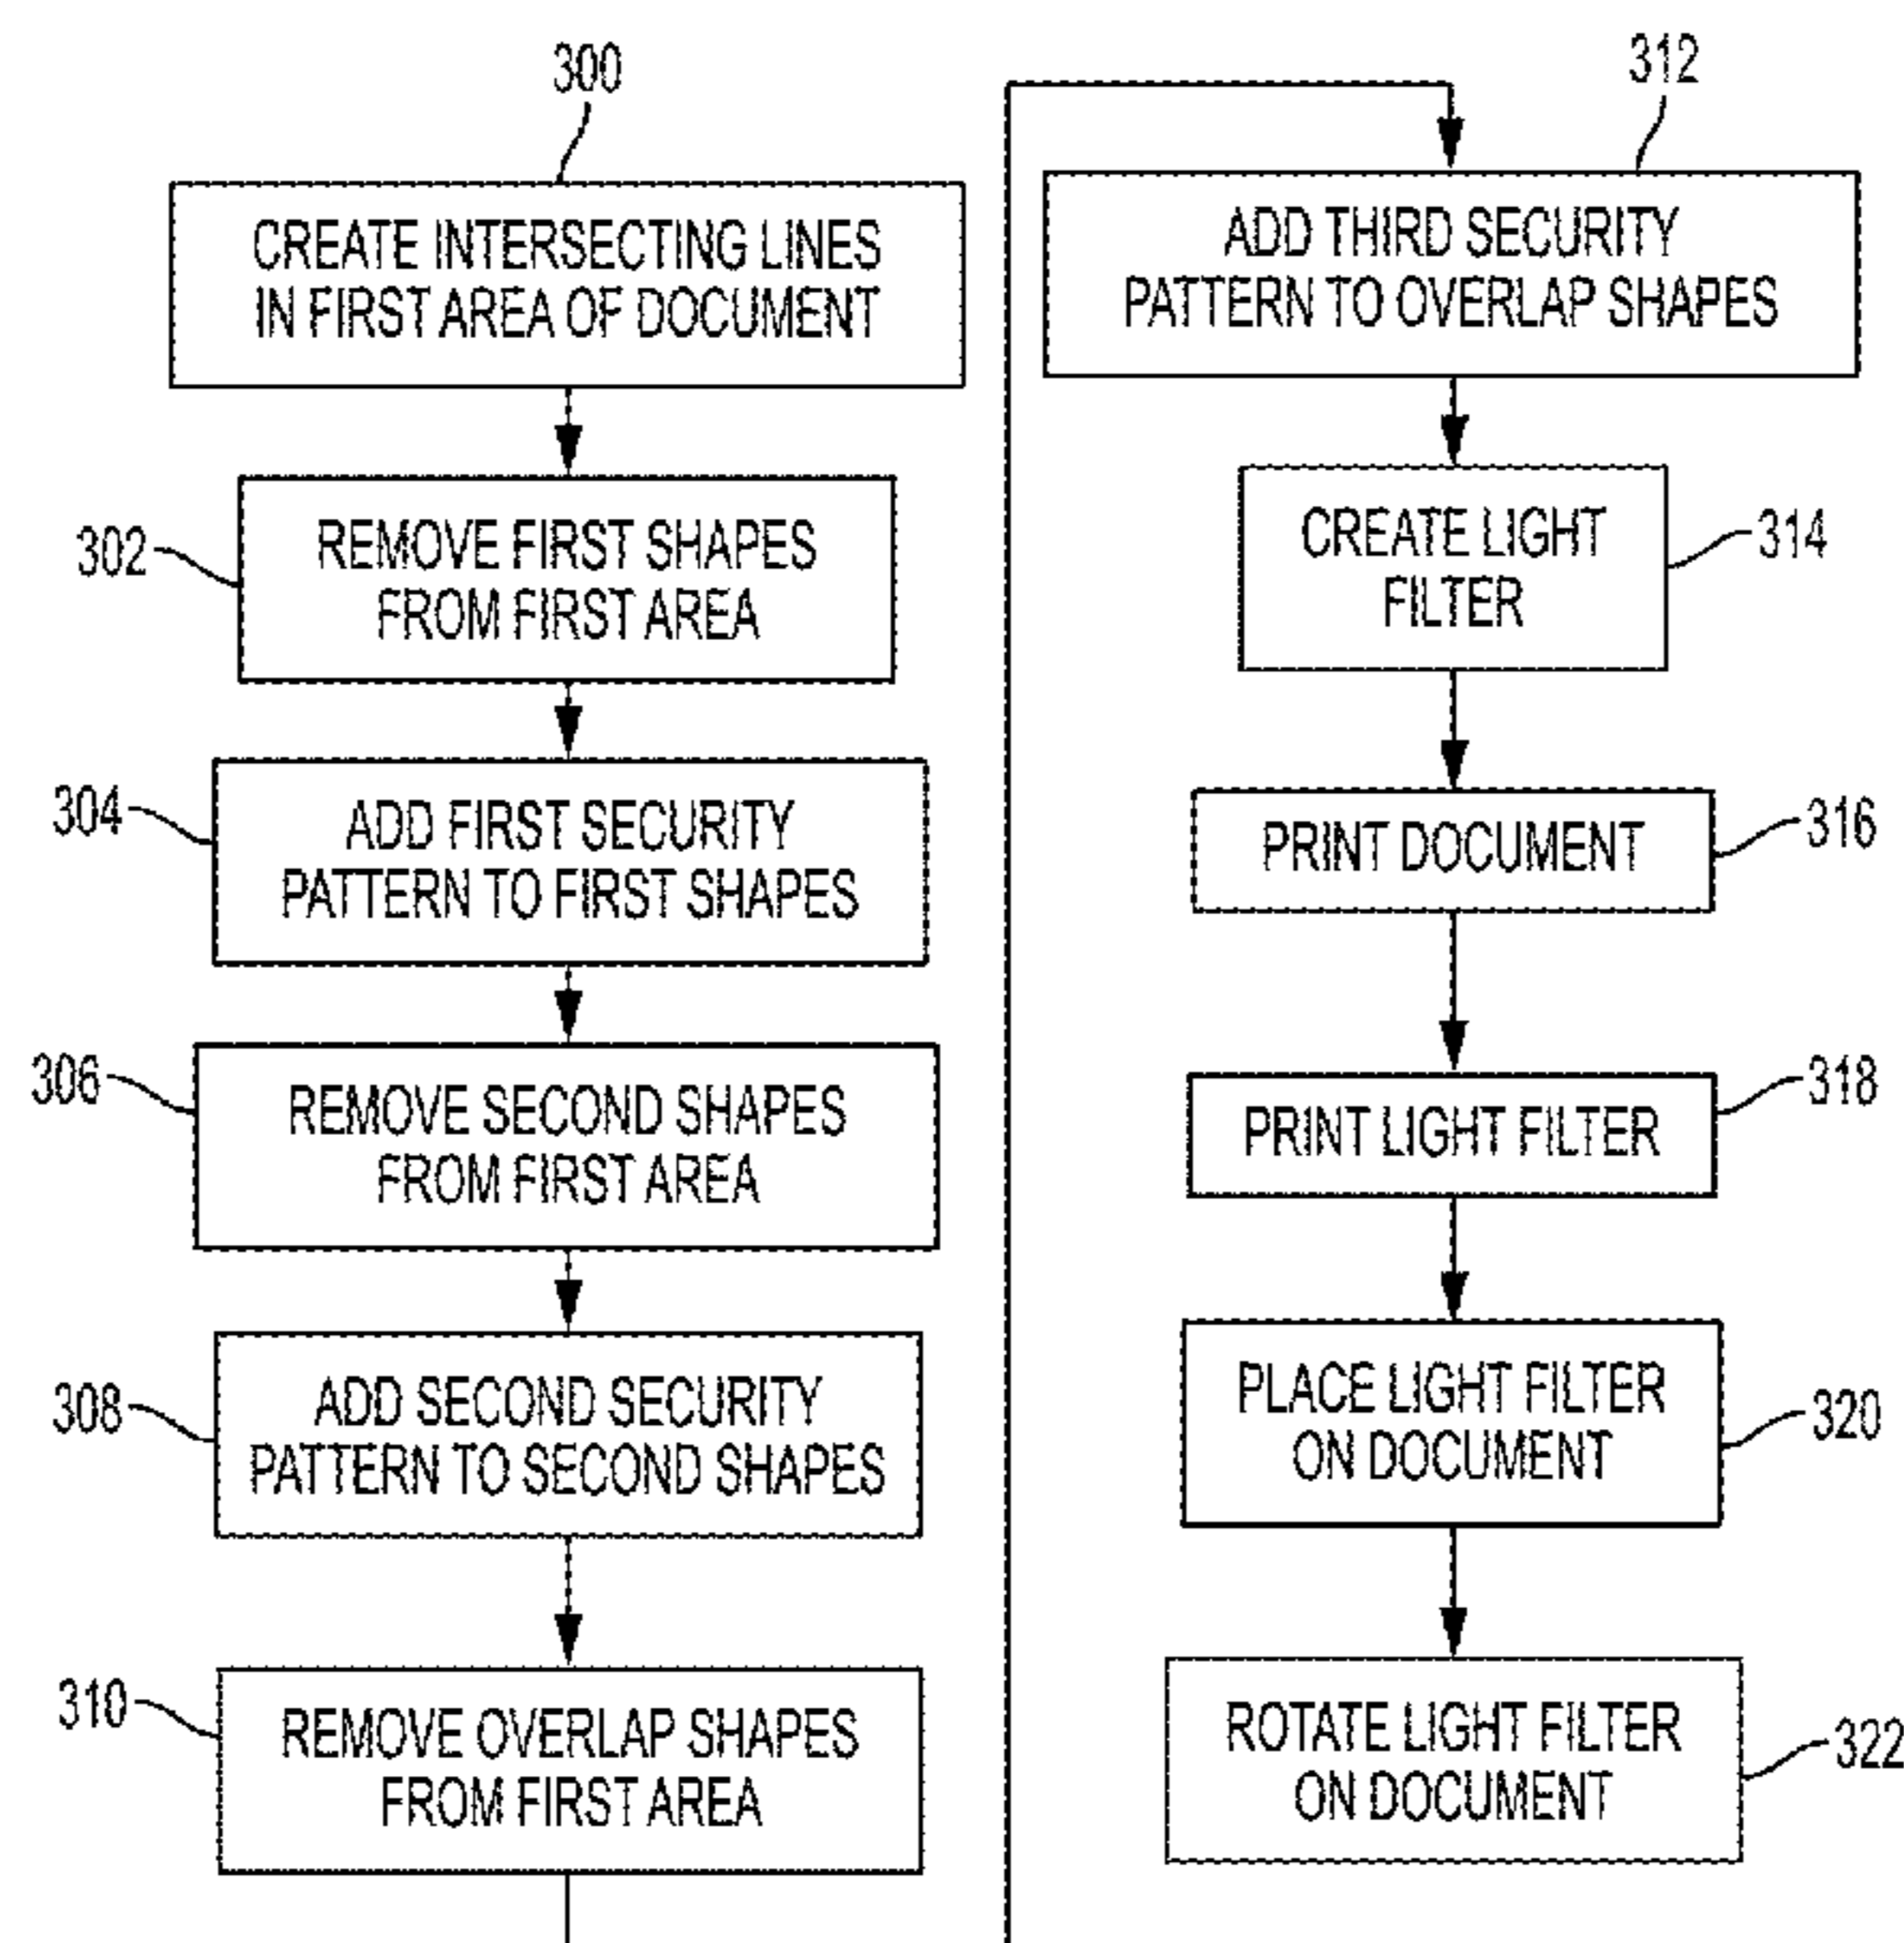 300
CREATE INTERSECTING LINES
IN FIRST AREA OF DOCUMENT
302
REMOVE FIRST SHAPES
FROM FIRST AREA
304
ADD FIRST SECURITY
PATTERN TO FIRST SHAPES
306
REMOVE SECOND SHAPES
FROM FIRST AREA
308
ADD SECOND SECURITY
PATTERN TO SECOND SHAPES
310
REMOVE OVERLAP SHAPES
FROM FIRST AREA
312
ADD THIRD SECURITY
PATTERN TO OVERLAP SHAPES
CREATE LIGHT
FILTER
314
PRINT DOCUMENT
316
PRINT LIGHT FILTER
318
PLACE LIGHT FILTER
ON DOCUMENT
320
ROTATE LIGHT FILTER
ON DOCUMENT
322